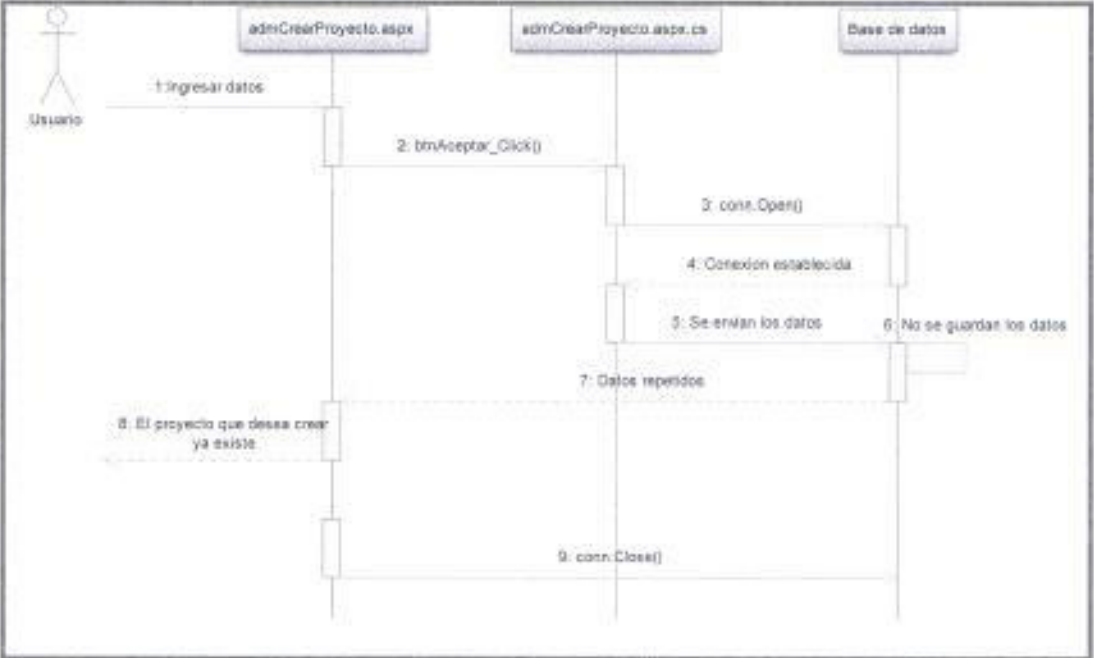 admCrearProyecto.aspx
admCrearProyecto.aspx.cs
Base de datos
Usuario
1:Ingresar datos
2: btnAceptar_Click()
3: conn.Open()
4: Conexion establecida
5: Se envian los datos
6: No se guardan los datos
7: Datos repetidos
8: El proyecto que desea crear
ya existe
9: conn.Close()